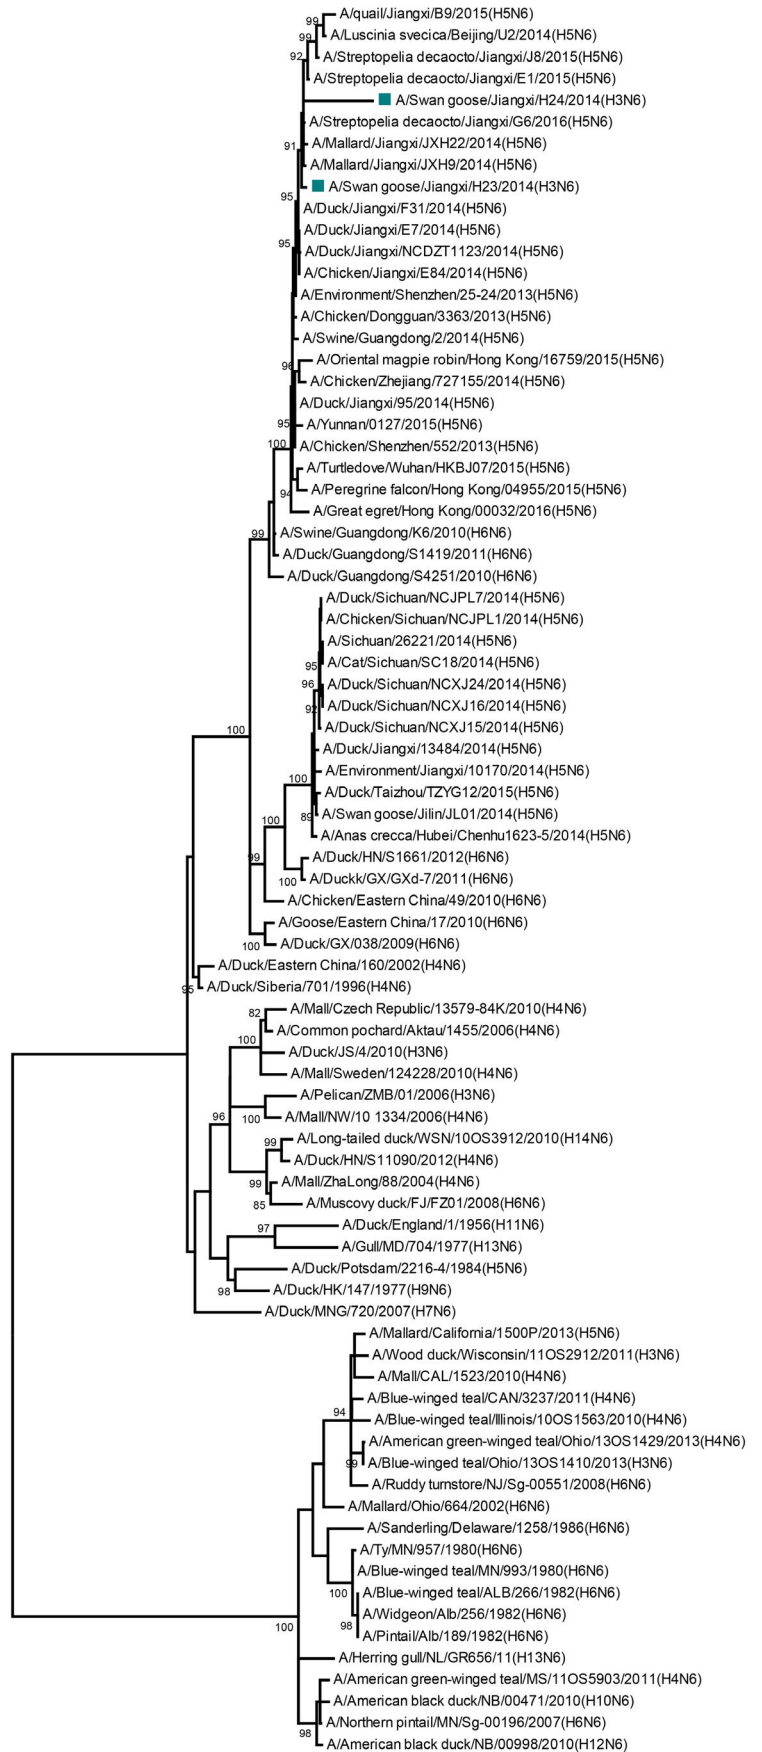 A/quail/Jiangxi/B9/2015(H5N6)
99
A/Luscinia svecica/Beijing/U2/2014(H5N6)
99
A/Streptopelia decaocto/Jiangxi/J8/2015(H5N6)
92
A/Streptopelia decaocto/Jiangxi/E1/2015(H5N6)
A/Swan goose/Jiangxi/H24/2014(H3N6)
A/Streptopelia decaocto/Jiangxi/G6/2016(H5N6)
A/Mallard/Jiangxi/JXH22/2014(H5N6)
91
A/Mallard/Jiangxi/JXH9/2014(H5N6)
A/Swan goose/Jiangxi/H23/2014(H3N6)
95
A/Duck/Jiangxi/F31/2014(H5N6)
A/Duck/Jiangxi/E7/2014(H5N6)
95
A/Duck/Jiangxi/NCDZT1123/2014(H5N6)
A/Chicken/Jiangxi/E84/2014(H5N6)
A/Environment/Shenzhen/25-24/2013(H5N6)
A/Chicken/Dongguan/3363/2013(H5N6)
A/Swine/Guangdong/2/2014(H5N6)
A/Oriental magpie robin/Hong Kong/16759/2015(H5N6)
96
A/Chicken/Zhejiang/727155/2014(H5N6)
A/Duck/Jiangxi/95/2014(H5N6)
95
A/Yunnan/0127/2015(H5N6)
100
A/Chicken/Shenzhen/552/2013(H5N6)
A/Turtledove/Wuhan/HKBJ07/2015(H5N6)
94
A/Peregrine falcon/Hong Kong/04955/2015(H5N6)
A/Great egret/Hong Kong/00032/2016(H5N6)
99
A/Swine/Guangdong/K6/2010(H6N6)
A/Duck/Guangdong/S1419/2011(H6N6)
A/Duck/Guangdong/S4251/2010(H6N6)
A/Duck/Sichuan/NCJPL7/2014(H5N6)
A/Chicken/Sichuan/NCJPL1/2014(H5N6)
A/Sichuan/26221/2014(H5N6)
95
A/Cat/Sichuan/SC18/2014(H5N6)
96
A/Duck/Sichuan/NCXJ24/2014(H5N6)
92
A/Duck/Sichuan/NCXJ16/2014(H5N6)
A/Duck/Sichuan/NCXJ15/2014(H5N6)
100
A/Duck/Jiangxi/13484/2014(H5N6)
A/Environment/Jiangxi/10170/2014(H5N6)
100
A/Duck/Taizhou/TZYG12/2015(H5N6)
89
A/Swan goose/Jilin/JL01/2014(H5N6)
100
A/Anas crecca/Hubei/Chenhu1623-5/2014(H5N6)
99
A/Duck/HN/S1661/2012(H6N6)
100
A/Duckk/GX/GXd-7/2011(H6N6)
A/Chicken/Eastern China/49/2010(H6N6)
A/Goose/Eastern China/17/2010(H6N6)
100
A/Duck/GX/038/2009(H6N6)
A/Duck/Eastern China/160/2002(H4N6)
95
A/Duck/Siberia/701/1996(H4N6)
82
A/Mall/Czech Republic/13579-84K/2010(H4N6)
A/Common pochard/Aktau/1455/2006(H4N6)
100
A/Duck/JS/4/2010(H3N6)
A/Mall/Sweden/124228/2010(H4N6)
A/Pelican/ZMB/01/2006(H3N6)
96
100
A/Mall/NW/10 1334/2006(H4N6)
99
A/Long-tailed duck/WSN/10OS3912/2010(H14N6)
A/Duck/HN/S11090/2012(H4N6)
99
A/Mall/ZhaLong/88/2004(H4N6)
85
A/Muscovy duck/FJ/FZ01/2008(H6N6)
97
A/Duck/England/1/1956(H11N6)
A/Gull/MD/704/1977(H13N6)
A/Duck/Potsdam/2216-4/1984(H5N6)
98
A/Duck/HK/147/1977(H9N6)
A/Duck/MNG/720/2007(H7N6)
A/Mallard/California/1500P/2013(H5N6)
A/Wood duck/Wisconsin/11OS2912/2011(H3N6)
A/Mall/CAL/1523/2010(H4N6)
A/Blue-winged teal/CAN/3237/2011(H4N6)
94
A/Blue-winged teal/Illinois/10OS1563/2010(H4N6)
A/American green-winged teal/Ohio/13OS1429/2013(H4N6)
99
A/Blue-winged teal/Ohio/13OS1410/2013(H3N6)
A/Ruddy turnstore/NJ/Sg-00551/2008(H6N6)
A/Mallard/Ohio/664/2002(H6N6)
A/Sanderling/Delaware/1258/1986(H6N6)
A/Ty/MN/957/1980(H6N6)
A/Blue-winged teal/MN/993/1980(H6N6)
100
A/Blue-winged teal/ALB/266/1982(H6N6)
A/Widgeon/Alb/256/1982(H6N6)
98
100
A/Pintail/Alb/189/1982(H6N6)
A/Herring gull/NL/GR656/11(H13N6)
A/American green-winged teal/MS/11OS5903/2011(H4N6)
A/American black duck/NB/00471/2010(H10N6)
A/Northern pintail/MN/Sg-00196/2007(H6N6)
98
A/American black duck/NB/00998/2010(H12N6)